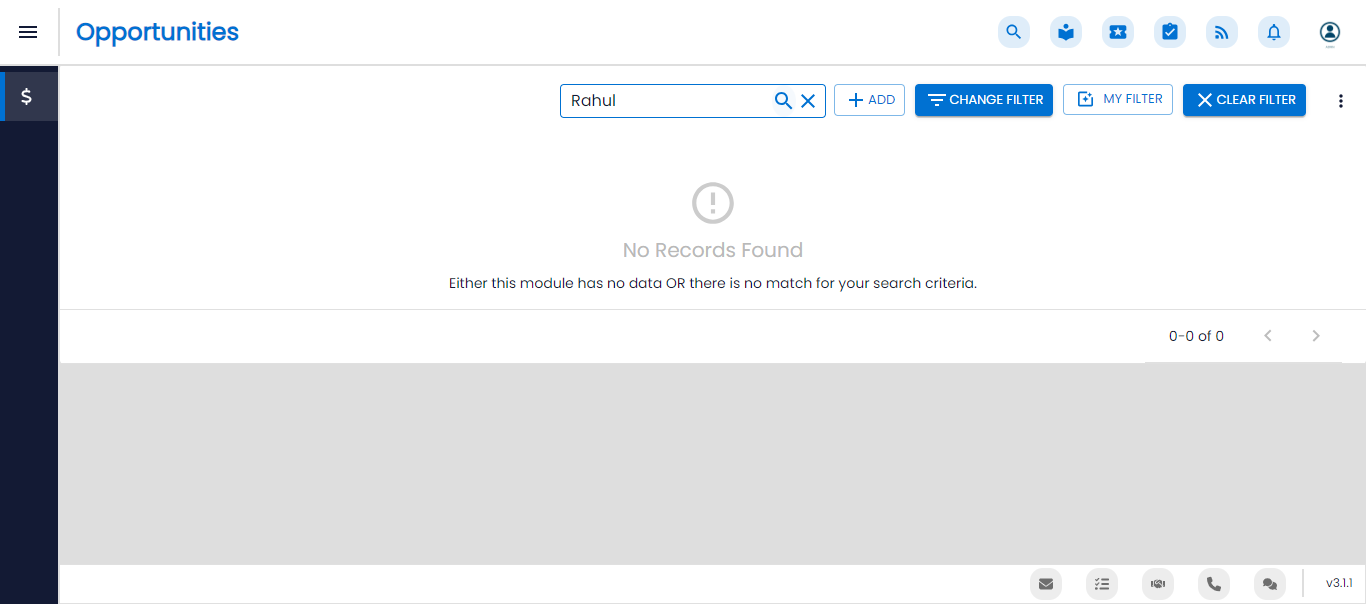 Opportunities
$
Rahul
ADD
CHANGE FILTER
MY FILTER
CLEAR FILTER
No Records Found
Either this module has no data OR there is no match for your search criteria.
0-0 of 0
v3.1.1